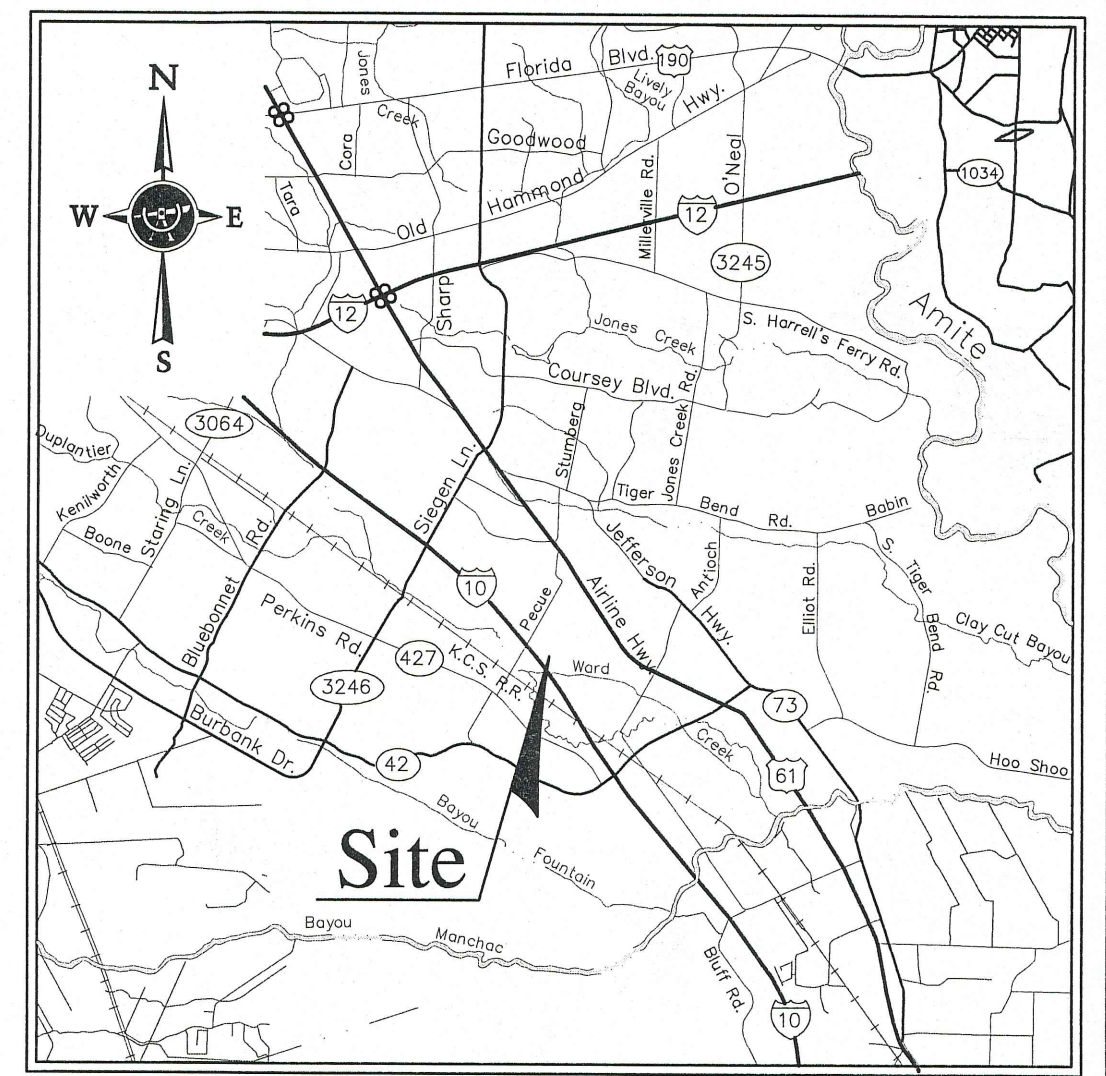 N
W
E
S
Jones
Creek
Florida
Blvd.
190
Lively
Bayou
Hwy.
Cora
Goodwood
Hammond
Old
Tara
Millerville Rd.
O'Neal
12
3245
1034
12
Sharp
Amite
Jones
Creek
S. Harrell's Ferry Rd.
Coursey Blvd.
Stumberg
Jones Creek Rd.
3064
Duplantier
Kenilworth
Staring Ln.
Boone
Creek
Siegen Ln.
Tiger
Bend
Rd.
Babin
Jefferson
Hwy.
Antioch
Elliot Rd.
S.
Tiger
Bend
Rd
Clay Cut Bayou
10
Bluebonnet
Rd.
Perkins Rd.
427
K.C.S. R.R.
Pecue
Airline Hwy.
Ward
Creek
3246
Burbank Dr.
42
73
61
Hoo Shoo
Bayou
Fountain
Site
Bayou
Manchac
Bluff Rd.
10